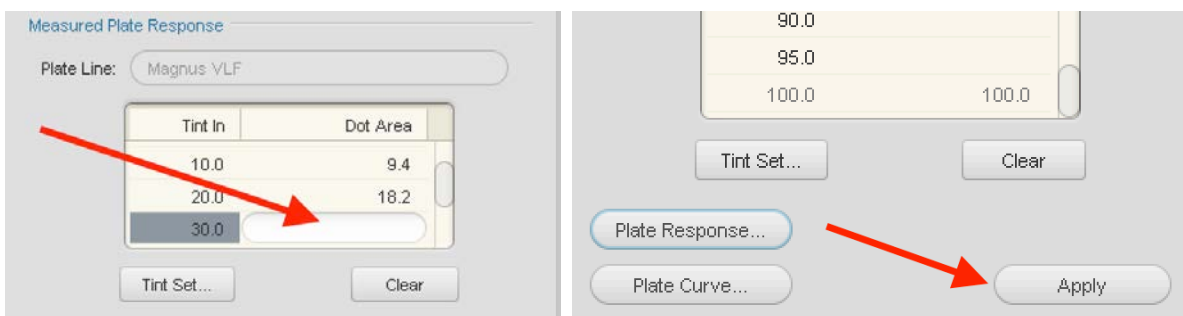 Measured Plate Response
Plate Line: Magnus VLF
Tint In Dot Area
10.0 9.4
20.0 18.2
30.0
Tint Set... Clear
90.0
95.0
100.0 100.0
Tint Set... Clear
Plate Response...
Plate Curve... Apply